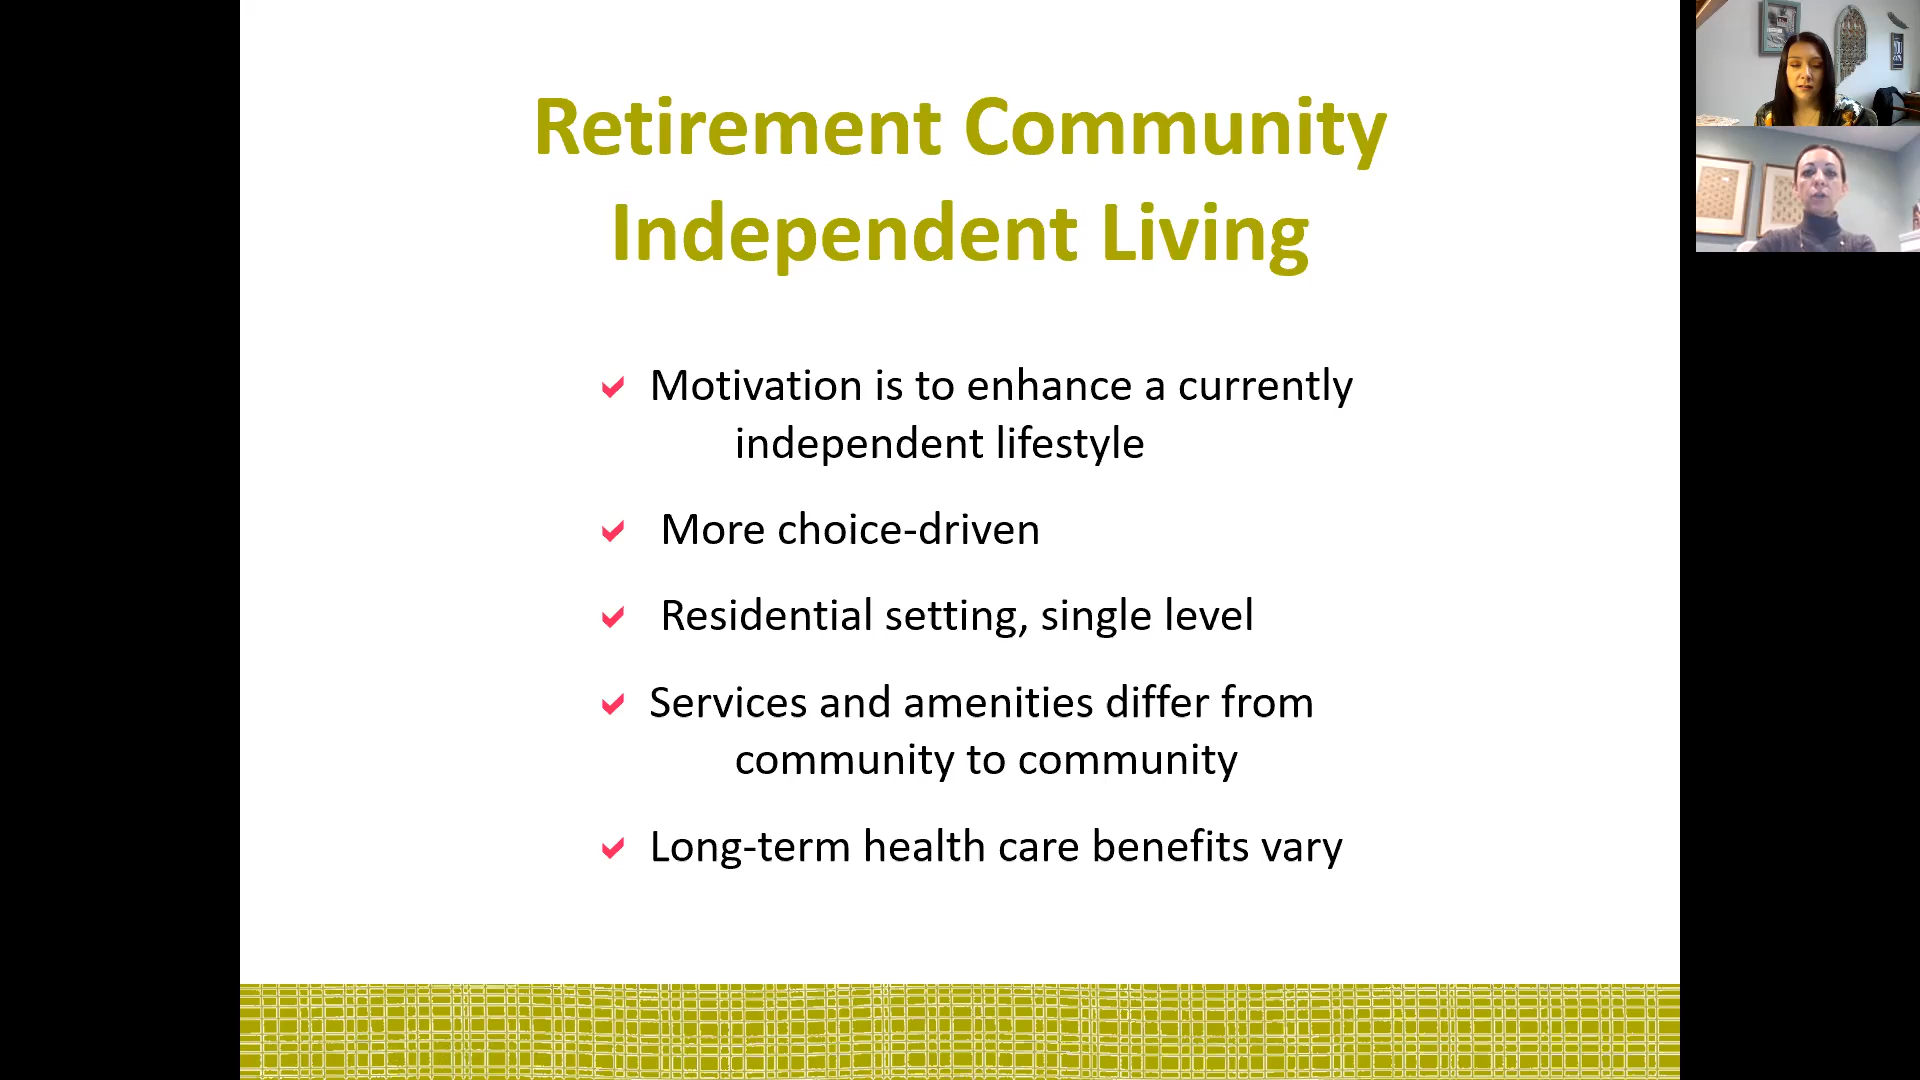 Retirement Community
Independent Living
Motivation is to enhance a currently
independent lifestyle
More choice-driven
Residential setting, single level
Services and amenities differ from
community to community
Long-term health care benefits vary